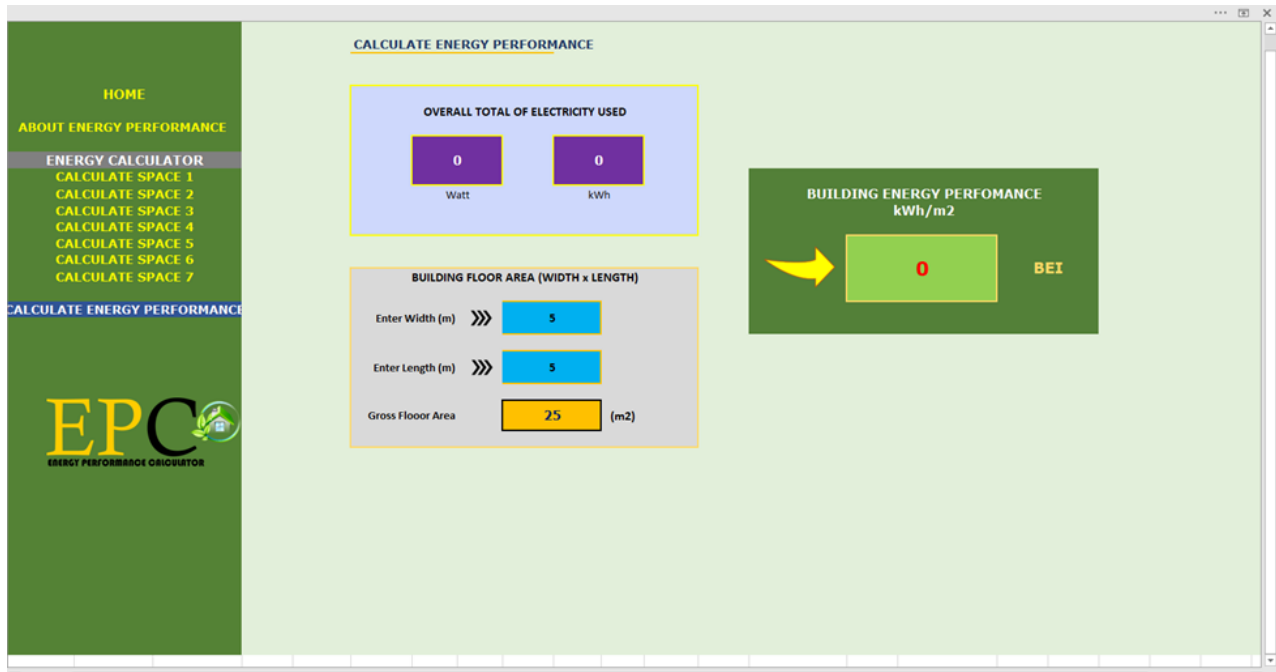 HOME
ABOUT ENERGY PERFORMANCE
ENERGY CALCULATOR
CALCULATE SPACE 1
CALCULATE SPACE 2
CALCULATE SPACE 3
CALCULATE SPACE 4
CALCULATE SPACE 5
CALCULATE SPACE 6
CALCULATE SPACE 7
CALCULATE ENERGY PERFORMANCE
EPC
ENERGY PERFORMANCE CALCULATOR
CALCULATE ENERGY PERFORMANCE
OVERALL TOTAL OF ELECTRICITY USED
0 0
Watt kWh
BUILDING FLOOR AREA (WIDTH x LENGTH)
Enter Width (m) 5
Enter Length (m) 5
Gross Flooor Area 25 (m2)
BUILDING ENERGY PERFOMANCE
kWh/m2
0 BEI